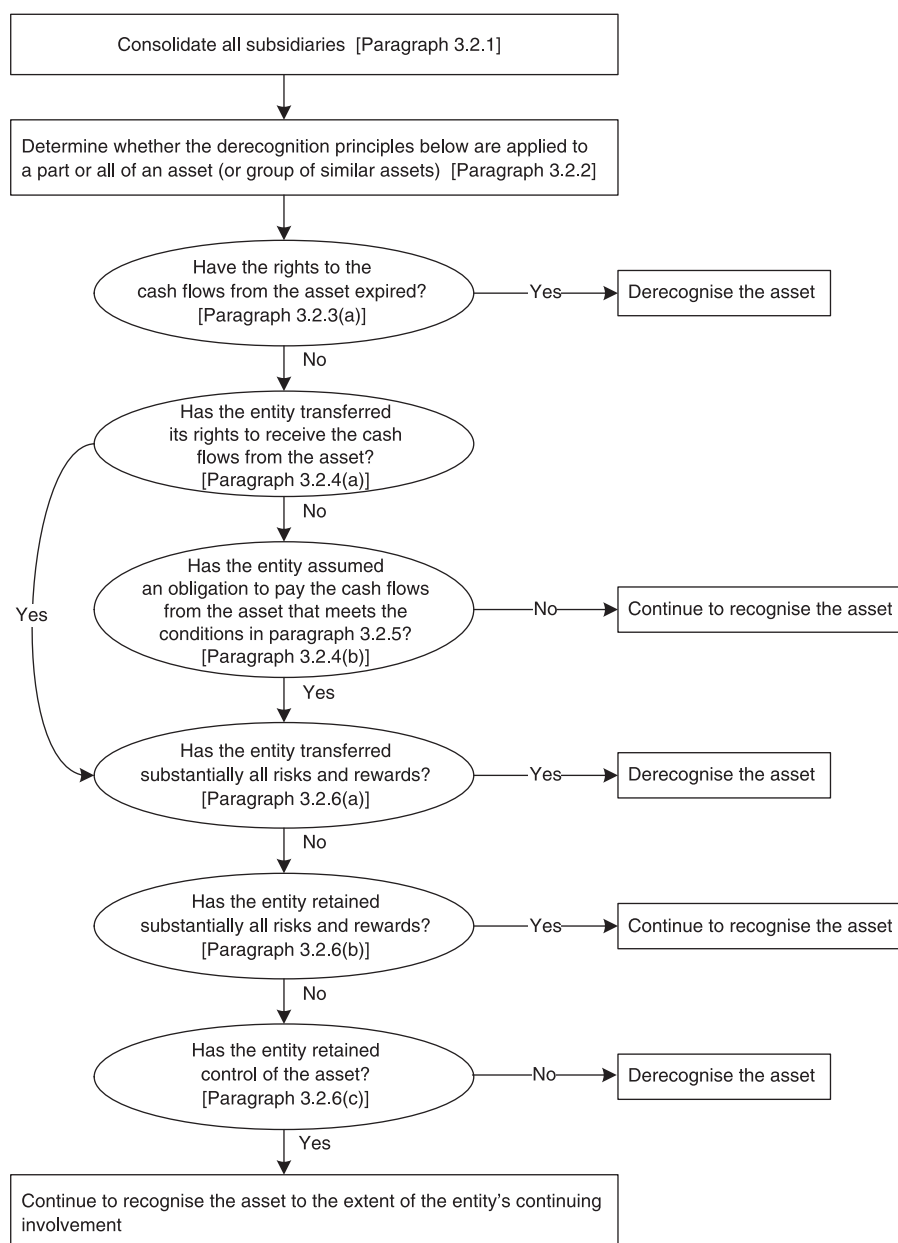 Consolidate all subsidiaries [Paragraph 3.2.1]
Determine whether the derecognition principles below are applied to
a part or all of an asset (or group of similar assets) [Paragraph 3.2.2]
Have the rights to the
cash flows from the asset expired?
[Paragraph 3.2.3(a)]
Yes
Derecognise the asset
No
Has the entity transferred
its rights to receive the cash
flows from the asset?
[Paragraph 3.2.4(a)]
No
Yes
Has the entity assumed
an obligation to pay the cash flows
from the asset that meets the
conditions in paragraph 3.2.5?
[Paragraph 3.2.4(b)]
No
Continue to recognise the asset
Yes
Has the entity transferred
substantially all risks and rewards?
[Paragraph 3.2.6(a)]
Yes
Derecognise the asset
No
Has the entity retained
substantially all risks and rewards?
[Paragraph 3.2.6(b)]
Yes
Continue to recognise the asset
No
Has the entity retained
control of the asset?
[Paragraph 3.2.6(c)]
No
Derecognise the asset
Yes
Continue to recognise the asset to the extent of the entity's continuing
involvement